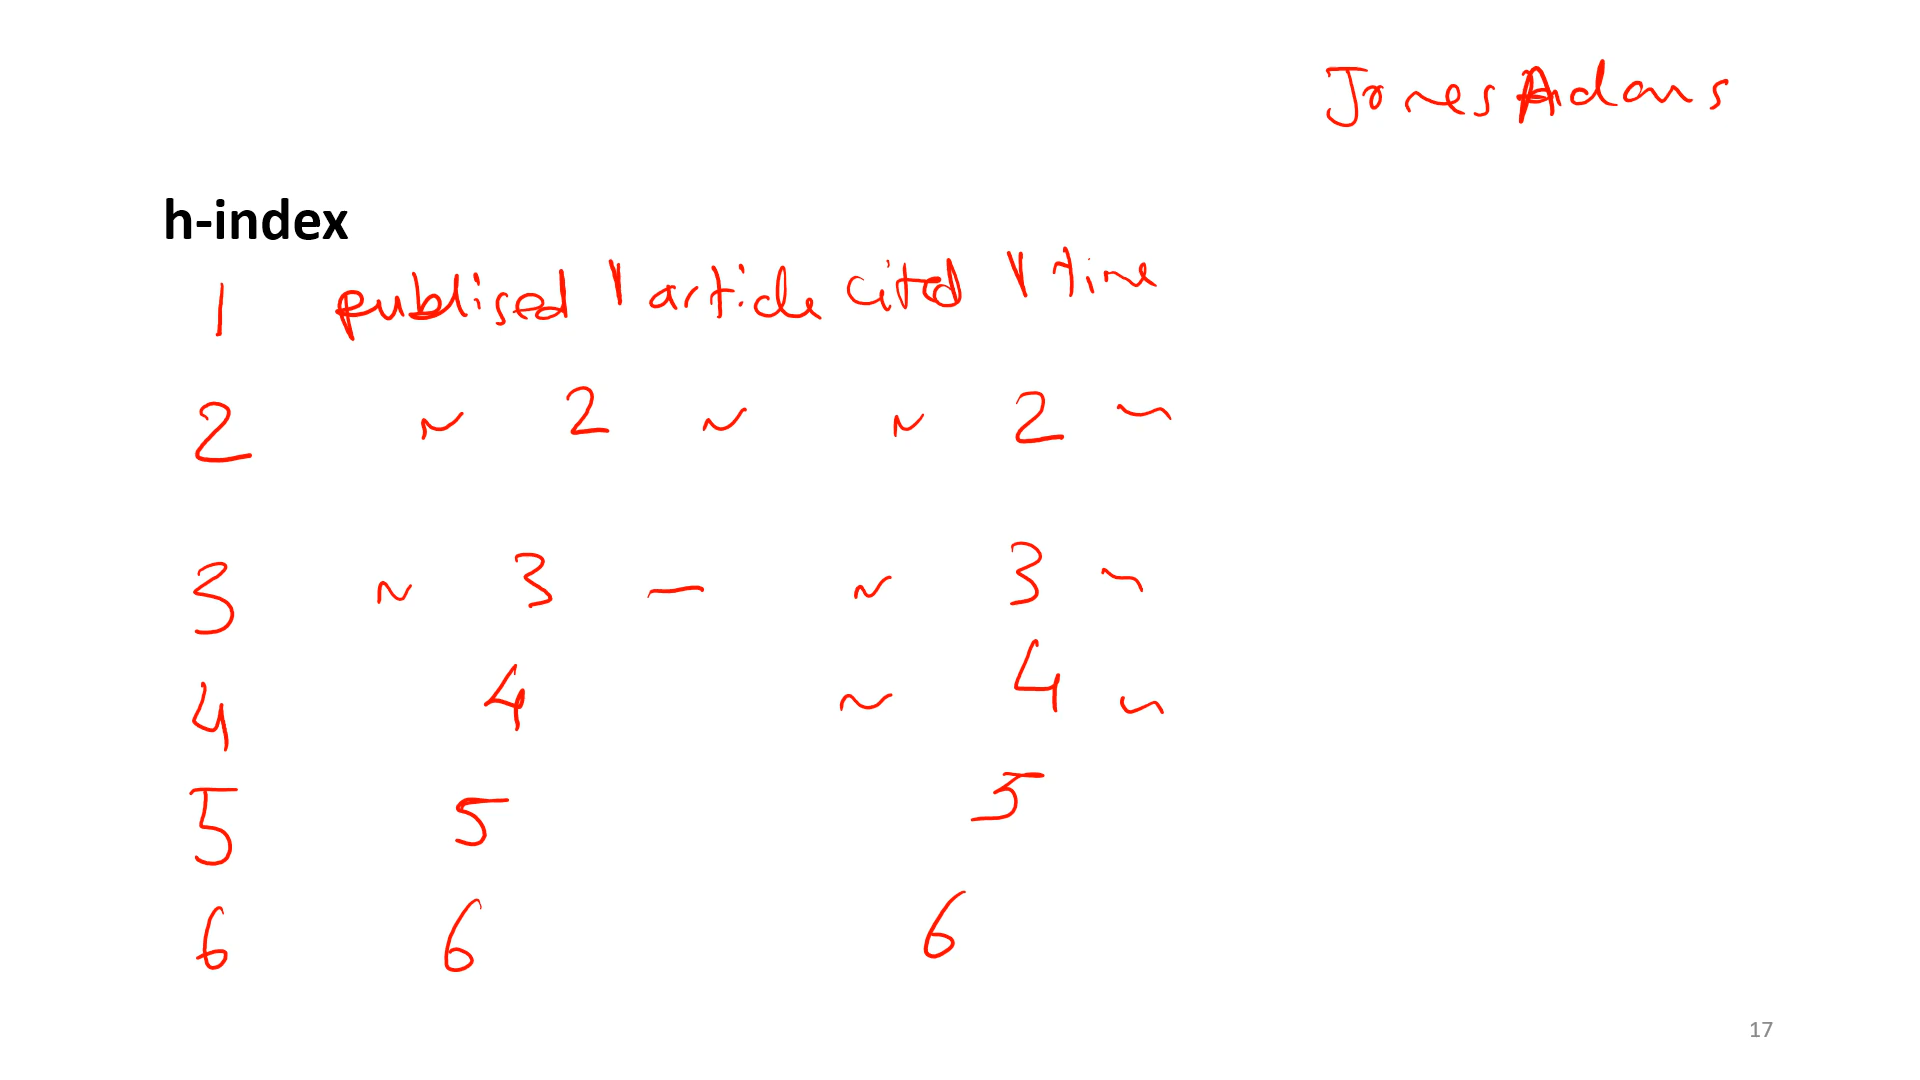 Jones Adams
h-index
1 publised 1 article cited 1 time
2 ~ 2 ~ ~ 2 ~
3 ~ 3 — ~ 3 ~
4 4 ~ 4 ~
5 5 5
6 6 6
17